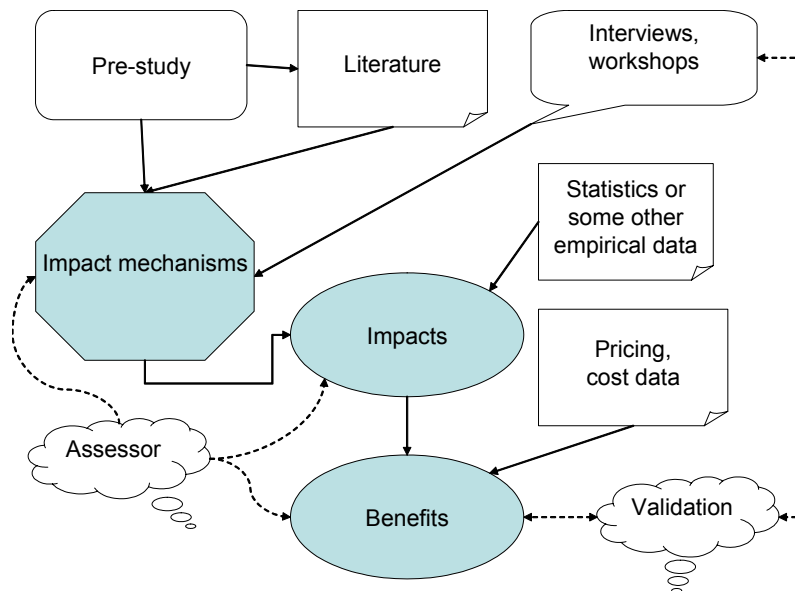 Pre-study
Literature
Interviews,
workshops
Statistics or
some other
empirical data
Impact mechanisms
Impacts
Pricing,
cost data
Assessor
Benefits
Validation